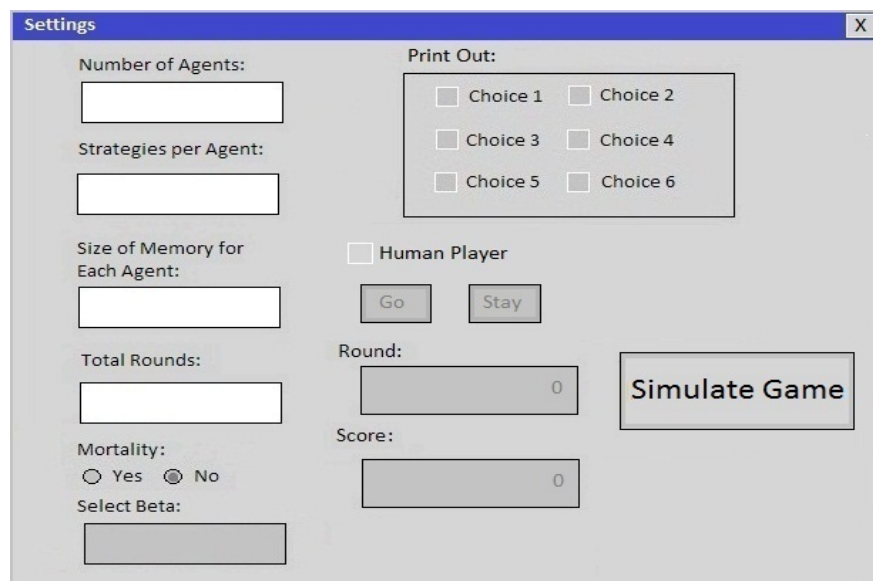 Settings
X
Number of Agents:
Strategies per Agent:
Size of Memory for
Each Agent:
Total Rounds:
Mortality:
Yes No
Select Beta:
Print Out:
Choice 1 Choice 2
Choice 3 Choice 4
Choice 5 Choice 6
Human Player
Go Stay
Round:
0
Score:
0
Simulate Game